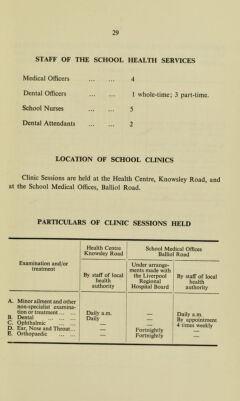 29
STAFF OF THE SCHOOL HEALTH SERVICES
Medical Officers ... ... 4
Dental Officers ... ... 1 whole-time; 3 part-time.
School Nurses ... ... 5
Dental Attendants ... ... 2
LOCATION OF SCHOOL CLINICS
Clinic Sessions are held at the Health Centre, Knowsley Road, and
at the School Medical Offices, Balliol Road.
PARTICULARS OF CLINIC SESSIONS HELD
Examination and/or
treatment
Health Centre
Knowsley Road
By staff of local
health
authority
School Medical Offices
Balliol Road
Under arrange-
ments made with
the Liverpool
Regional
Hospital Board
By staff of local
health
authority
A. Minor ailment and other
non-specialist examina-
tion or treatment ... ... Daily a.m. — Daily a.m.
B. Dental ... ... ... Daily — By appointment
C. Ophthalmic ... ... — — 4 times weekly
D. Ear, Nose and Throat ... — Fortnightly —
E. Orthopaedic ... ... — Fortnightly —